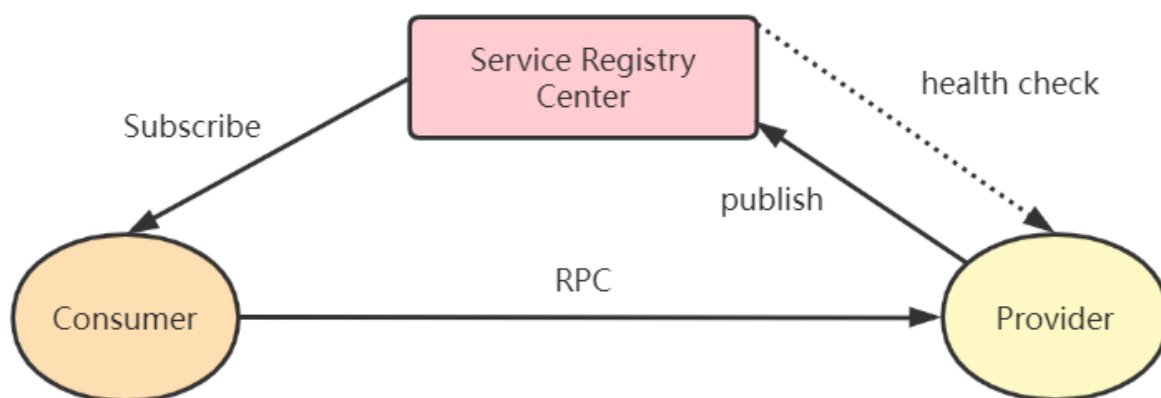 Service Registry
Center
health check
Subscribe
publish
RPC
Consumer
Provider